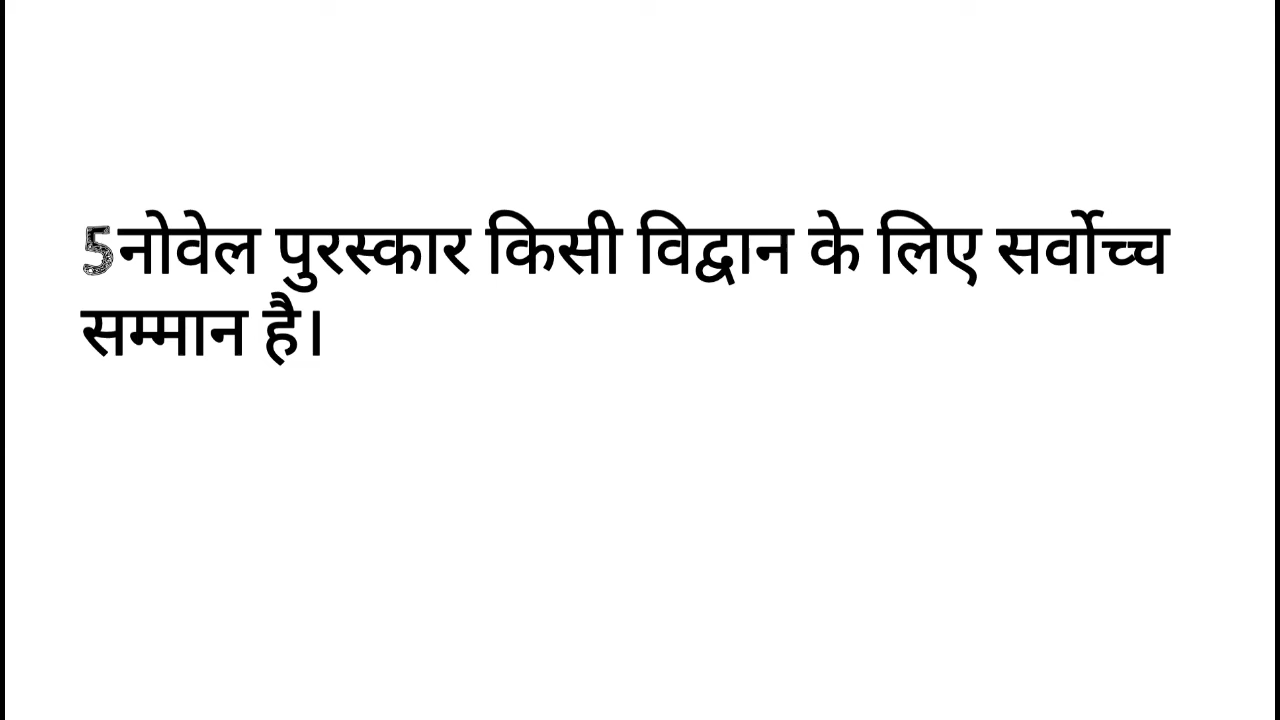 5नोवेल पुरस्कार किसी विद्वान के लिए सर्वोच्च
सम्मान है।